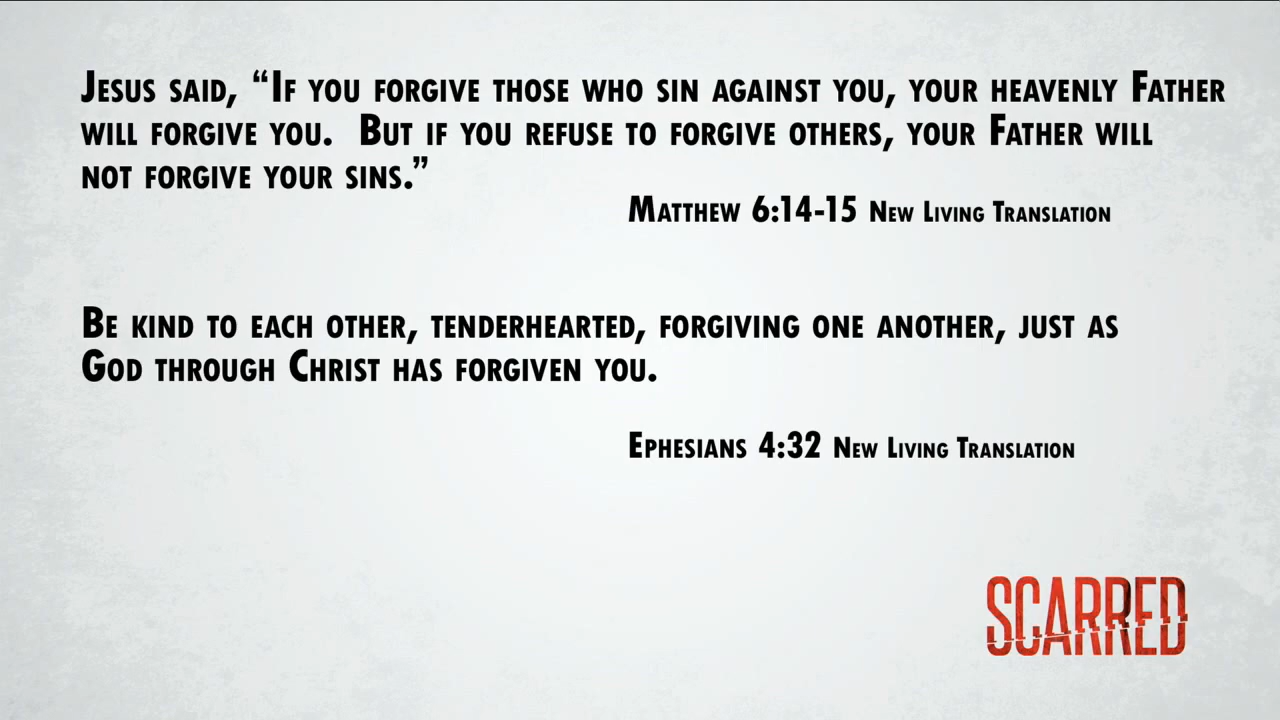 Jesus said, “If you forgive those who sin against you, your heavenly Father
will forgive you.  But if you refuse to forgive others, your Father will
not forgive your sins.”
Matthew 6:14-15 New Living Translation
Be kind to each other, tenderhearted, forgiving one another, just as
God through Christ has forgiven you.
Ephesians 4:32 New Living Translation
SCARRED